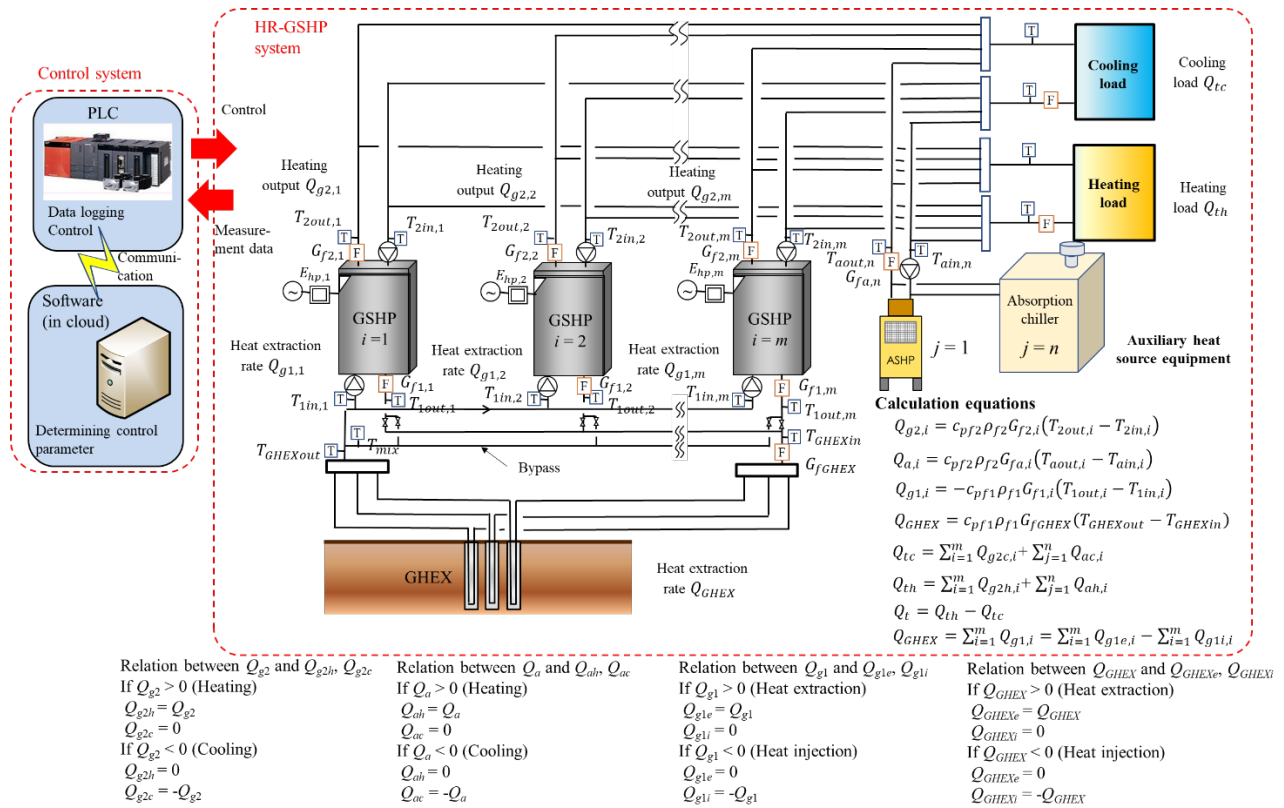 HR-GSHP
system
Control system
PLC
Data logging
Control
Communi-
cation
Software
(in cloud)
Determining control
parameter
Control
Measure-
ment data
Heating
output Q_{g2,1}
Heating
output Q_{g2,2}
Heating
output Q_{g2,m}
T_{2out,1}
T
F
G_{f2,1}
T
T_{2in,1}
E_{hp,1}
~
T_{2out,2}
T
F
G_{f2,2}
T
T_{2in,2}
E_{hp,2}
~
T_{2out,m}
T
F
G_{f2,m}
T
T_{2in,m}
E_{hp,m}
~
T_{aout,n}
T
F
G_{fa,n}
T
T_{ain,n}
T
Cooling
load
T
F
Cooling
load Q_{tc}
T
Heating
load
T
F
Heating
load Q_{th}
GSHP
i =1
GSHP
i = 2
GSHP
i = m
ASHP
j = 1
Absorption
chiller
j = n
Auxiliary heat
source equipment
Heat extraction
rate Q_{g1,1}
Heat extraction
rate Q_{g1,2}
Heat extraction
rate Q_{g1,m}
T_{1in,1}
T
F
G_{f1,1}
T
T_{1out,1}
T_{1in,2}
T
F
G_{f1,2}
T
T_{1out,2}
T_{1in,m}
T
F
G_{f1,m}
T
T_{1out,m}
T
T_{mix}
T_{GHEXout}
T
Bypass
T
T_{GHEXin}
F
G_{fGHEX}
GHEX
Heat extraction
rate Q_{GHEX}
Calculation equations
Q_{g2,i} = c_{pf2}ρ_{f2}G_{f2,i}(T_{2out,i} − T_{2in,i})
Q_{a,i} = c_{pf2}ρ_{f2}G_{fa,i}(T_{aout,i} − T_{ain,i})
Q_{g1,i} = −c_{pf1}ρ_{f1}G_{f1,i}(T_{1out,i} − T_{1in,i})
Q_{GHEX} = c_{pf1}ρ_{f1}G_{fGHEX}(T_{GHEXout} − T_{GHEXin})
Q_{tc} = ∑_{i=1}^{m} Q_{g2c,i} + ∑_{j=1}^{n} Q_{ac,i}
Q_{th} = ∑_{i=1}^{m} Q_{g2h,i} + ∑_{j=1}^{n} Q_{ah,i}
Q_t = Q_{th} − Q_{tc}
Q_{GHEX} = ∑_{i=1}^{m} Q_{g1,i} = ∑_{i=1}^{m} Q_{g1e,i} − ∑_{i=1}^{m} Q_{g1i,i}
Relation between Q_{g2} and Q_{g2h}, Q_{g2c}
If Q_{g2} > 0 (Heating)
Q_{g2h} = Q_{g2}
Q_{g2c} = 0
If Q_{g2} < 0 (Cooling)
Q_{g2h} = 0
Q_{g2c} = -Q_{g2}
Relation between Q_a and Q_{ah}, Q_{ac}
If Q_a > 0 (Heating)
Q_{ah} = Q_a
Q_{ac} = 0
If Q_a < 0 (Cooling)
Q_{ah} = 0
Q_{ac} = -Q_a
Relation between Q_{g1} and Q_{g1e}, Q_{g1i}
If Q_{g1} > 0 (Heat extraction)
Q_{g1e} = Q_{g1}
Q_{g1i} = 0
If Q_{g1} < 0 (Heat injection)
Q_{g1e} = 0
Q_{g1i} = -Q_{g1}
Relation between Q_{GHEX} and Q_{GHEXe}, Q_{GHEXi}
If Q_{GHEX} > 0 (Heat extraction)
Q_{GHEXe} = Q_{GHEX}
Q_{GHEXi} = 0
If Q_{GHEX} < 0 (Heat injection)
Q_{GHEXe} = 0
Q_{GHEXi} = -Q_{GHEX}